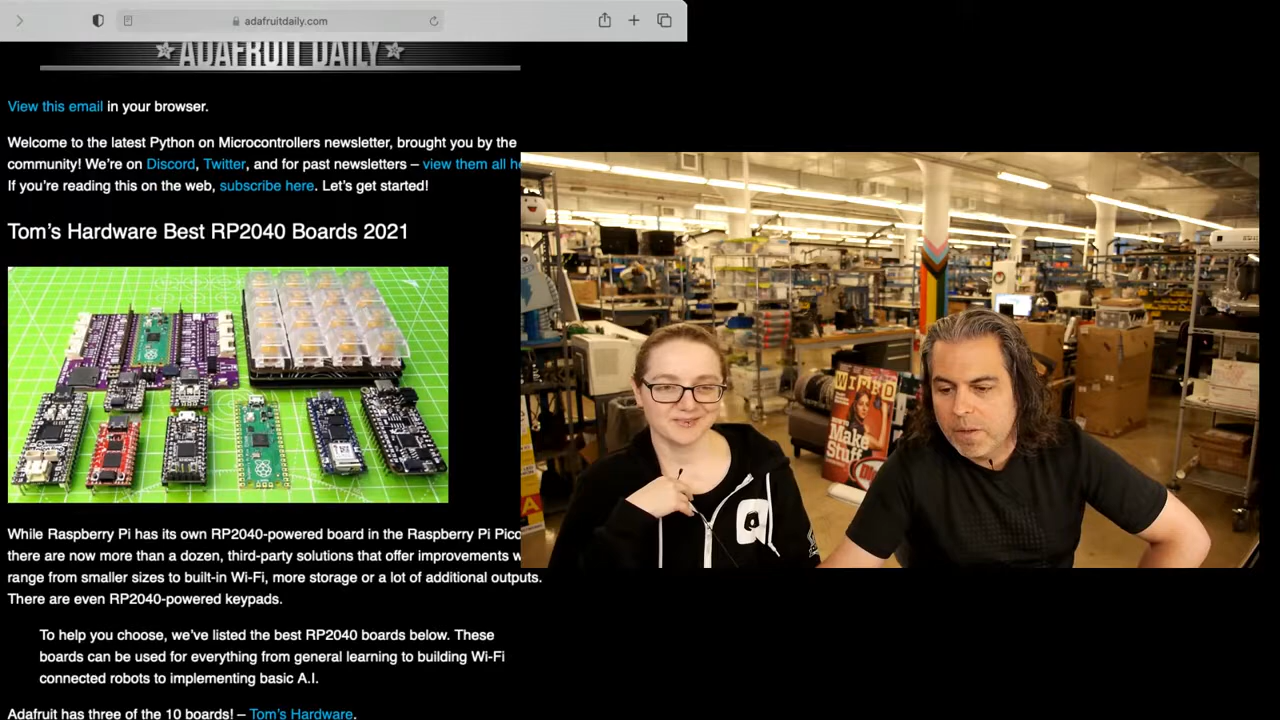 adafruitdaily.com
ADAFRUIT DAILY
View this email in your browser.
Welcome to the latest Python on Microcontrollers newsletter, brought you by the
community! We're on Discord, Twitter, and for past newsletters – view them all
If you're reading this on the web, subscribe here. Let's get started!
Tom's Hardware Best RP2040 Boards 2021
WIRED
Make
Stuff
While Raspberry Pi has its own RP2040-powered board in the Raspberry Pi Pico
there are now more than a dozen, third-party solutions that offer improvements
range from smaller sizes to built-in Wi-Fi, more storage or a lot of additional outputs.
There are even RP2040-powered keypads.
To help you choose, we've listed the best RP2040 boards below. These
boards can be used for everything from general learning to building Wi-Fi
connected robots to implementing basic A.I.
Adafruit has three of the 10 boards! – Tom's Hardware.